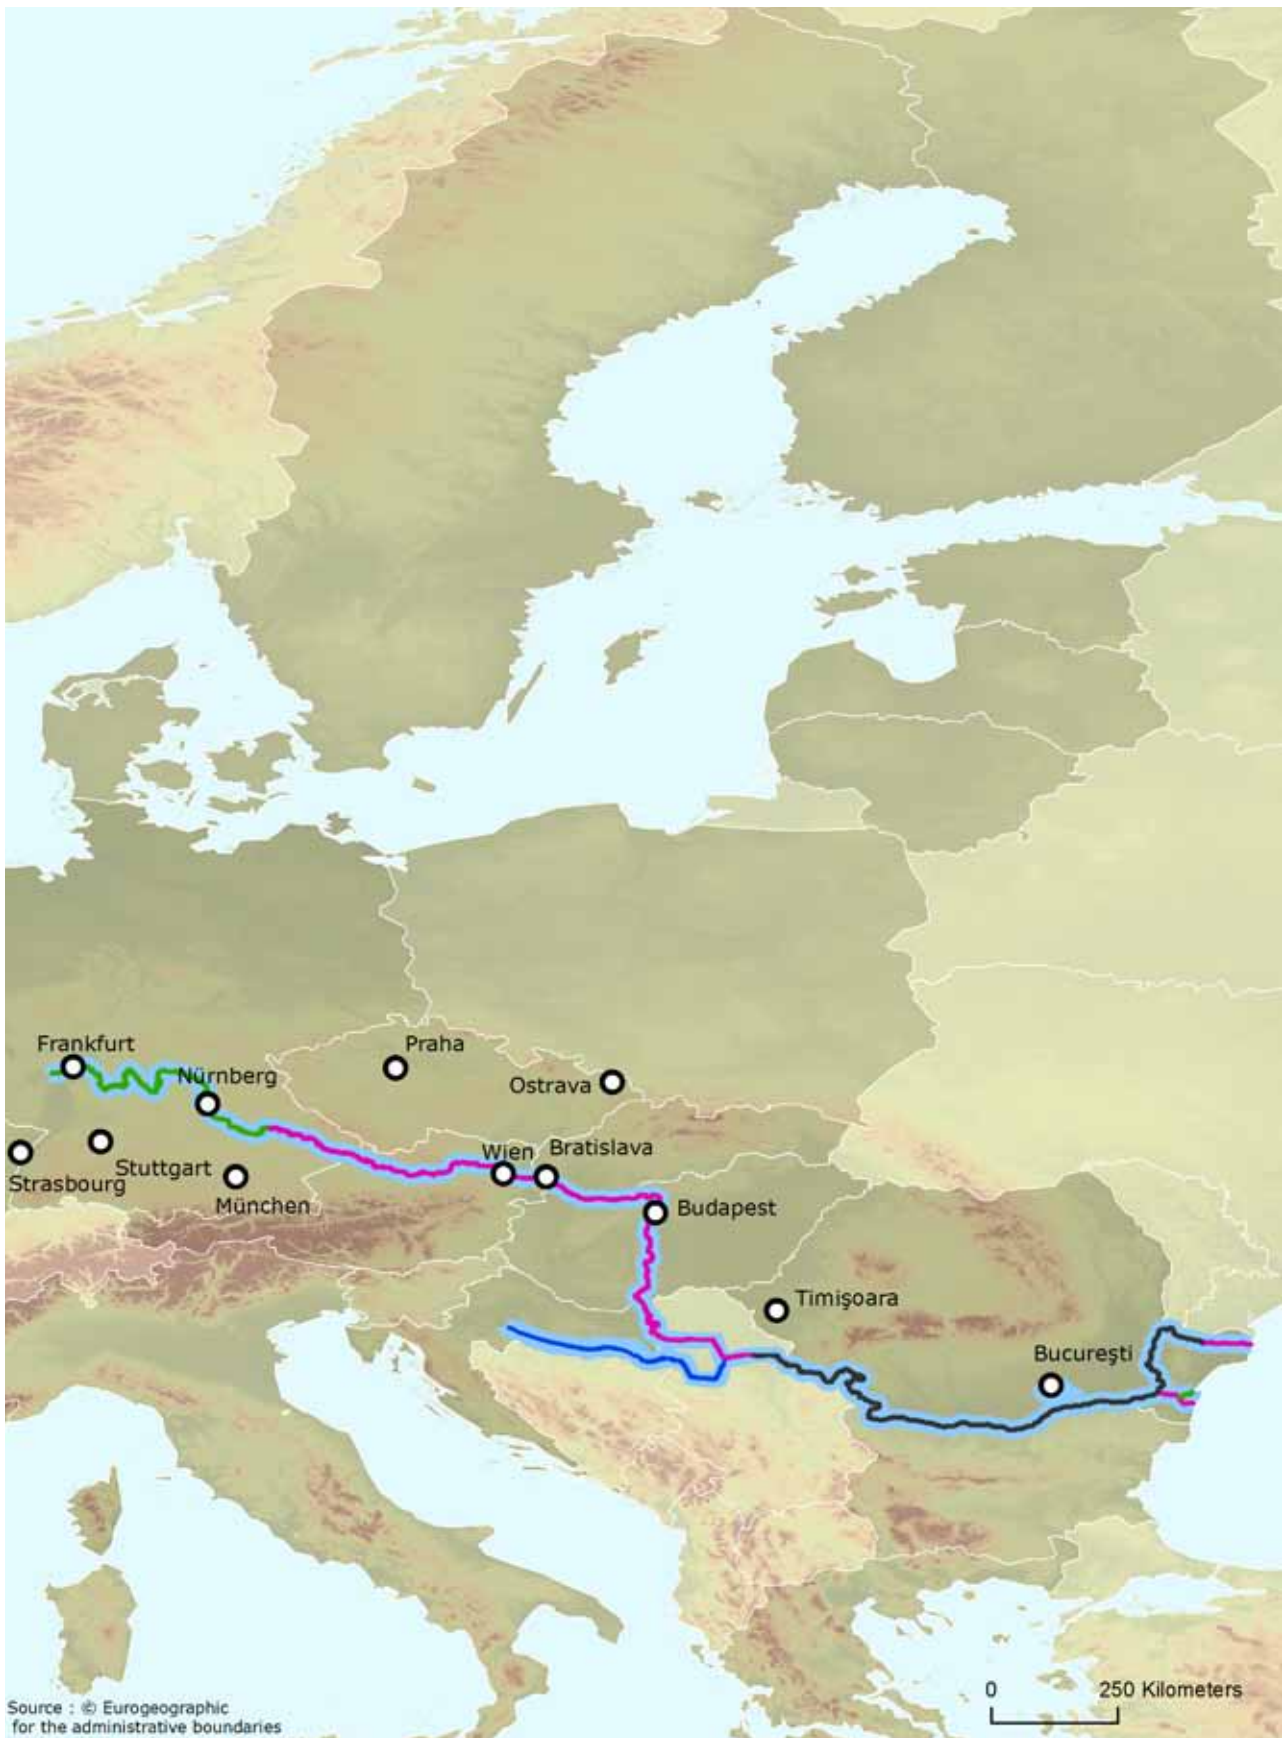 Frankfurt
Praha
Nürnberg
Ostrava
Wien
Bratislava
Stuttgart
Strasbourg
München
Budapest
Timişoara
Bucureşti
0
250 Kilometers
Source : © Eurogeographic
for the administrative boundaries